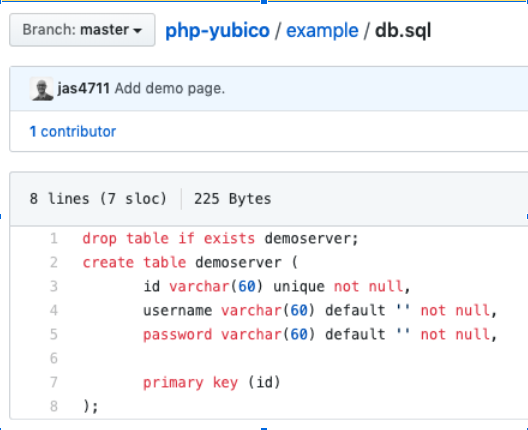 Branch: master
php-yubico / example / db.sql
jas4711 Add demo page.
1 contributor
8 lines (7 sloc) 225 Bytes
1 drop table if exists demoserver;
2 create table demoserver (
3 id varchar(60) unique not null,
4 username varchar(60) default '' not null,
5 password varchar(60) default '' not null,
6
7 primary key (id)
8 );